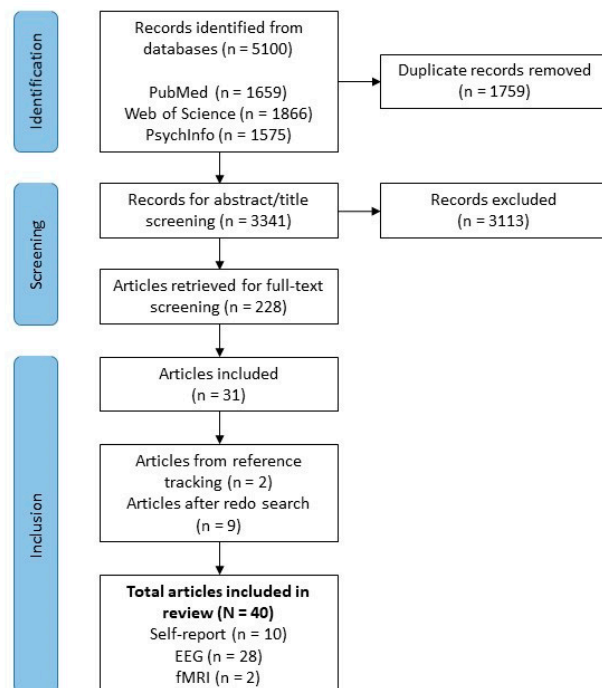 Identification
Records identified from
databases (n = 5100)
PubMed (n = 1659)
Web of Science (n = 1866)
PsychInfo (n = 1575)
Duplicate records removed
(n = 1759)
Screening
Records for abstract/title
screening (n = 3341)
Records excluded
(n = 3113)
Articles retrieved for full-text
screening (n = 228)
Inclusion
Articles included
(n = 31)
Articles from reference
tracking (n = 2)
Articles after redo search
(n = 9)
Total articles included in
review (N = 40)
Self-report (n = 10)
EEG (n = 28)
fMRI (n = 2)